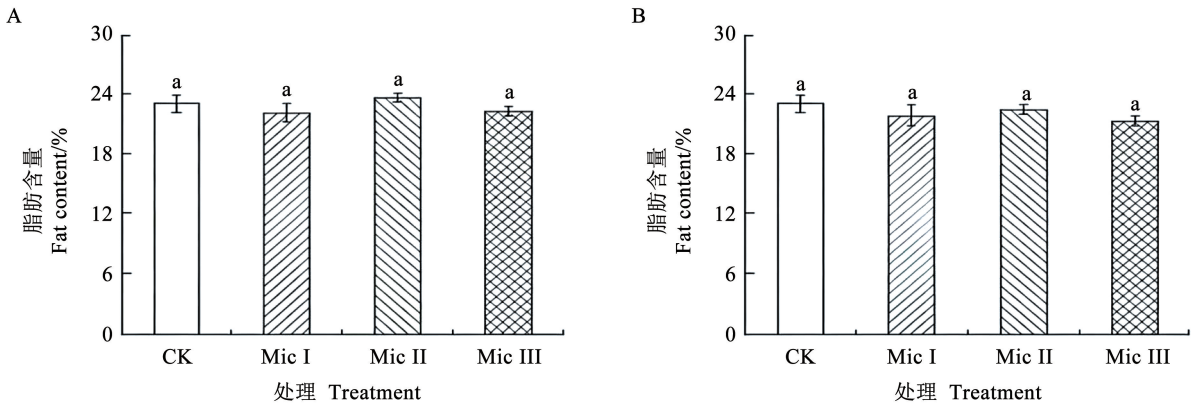 A
30
24
18
12
6
0
脂肪含量
Fat content/%
a
a
a
a
CK
Mic I
Mic II
Mic III
处理 Treatment
B
30
24
18
12
6
0
脂肪含量
Fat content/%
a
a
a
a
CK
Mic I
Mic II
Mic III
处理 Treatment